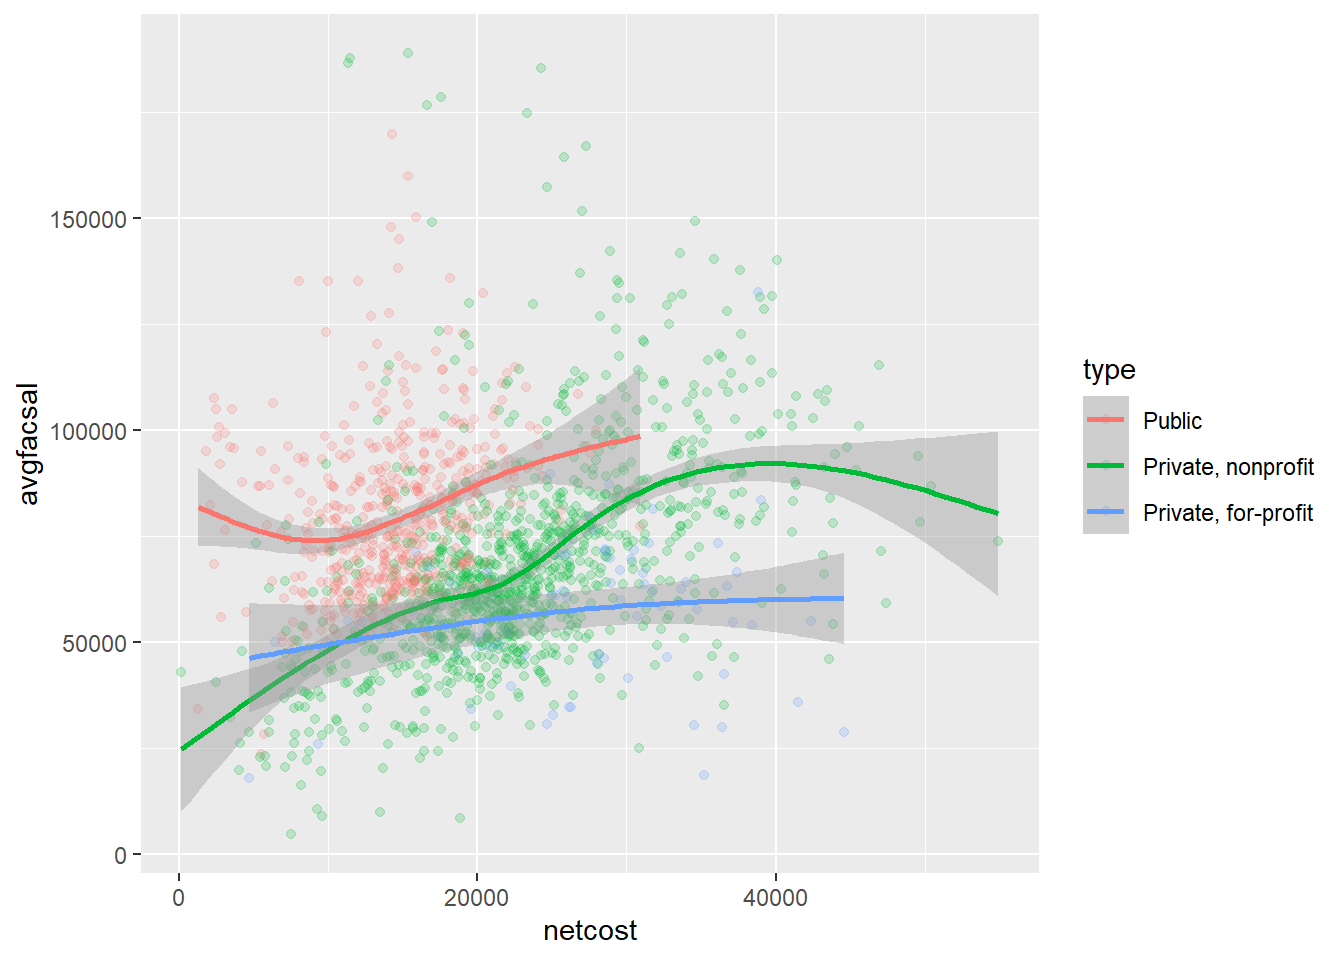 150000
100000
50000
0
avgfacsal
0
20000
40000
netcost
type
Public
Private, nonprofit
Private, for-profit